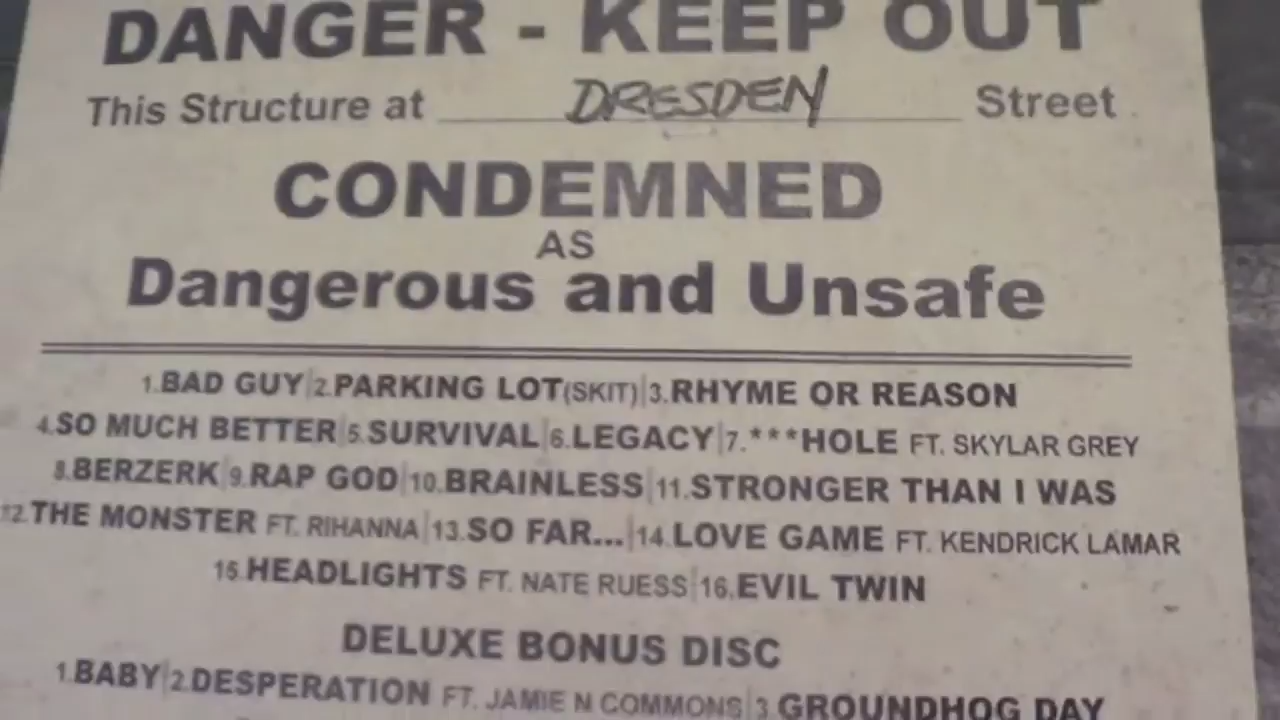 DANGER - KEEP OUT
This Structure at DRESDEN Street
CONDEMNED
AS
Dangerous and Unsafe
1.BAD GUY|2.PARKING LOT(SKIT)|3.RHYME OR REASON
4.SO MUCH BETTER|5.SURVIVAL|6.LEGACY|7.***HOLE FT. SKYLAR GREY
8.BERZERK|9.RAP GOD|10.BRAINLESS|11.STRONGER THAN I WAS
12.THE MONSTER FT. RIHANNA|13.SO FAR...|14.LOVE GAME FT. KENDRICK LAMAR
15.HEADLIGHTS FT. NATE RUESS|16.EVIL TWIN
DELUXE BONUS DISC
1.BABY|2.DESPERATION FT. JAMIE N COMMONS|3.GROUNDHOG DAY